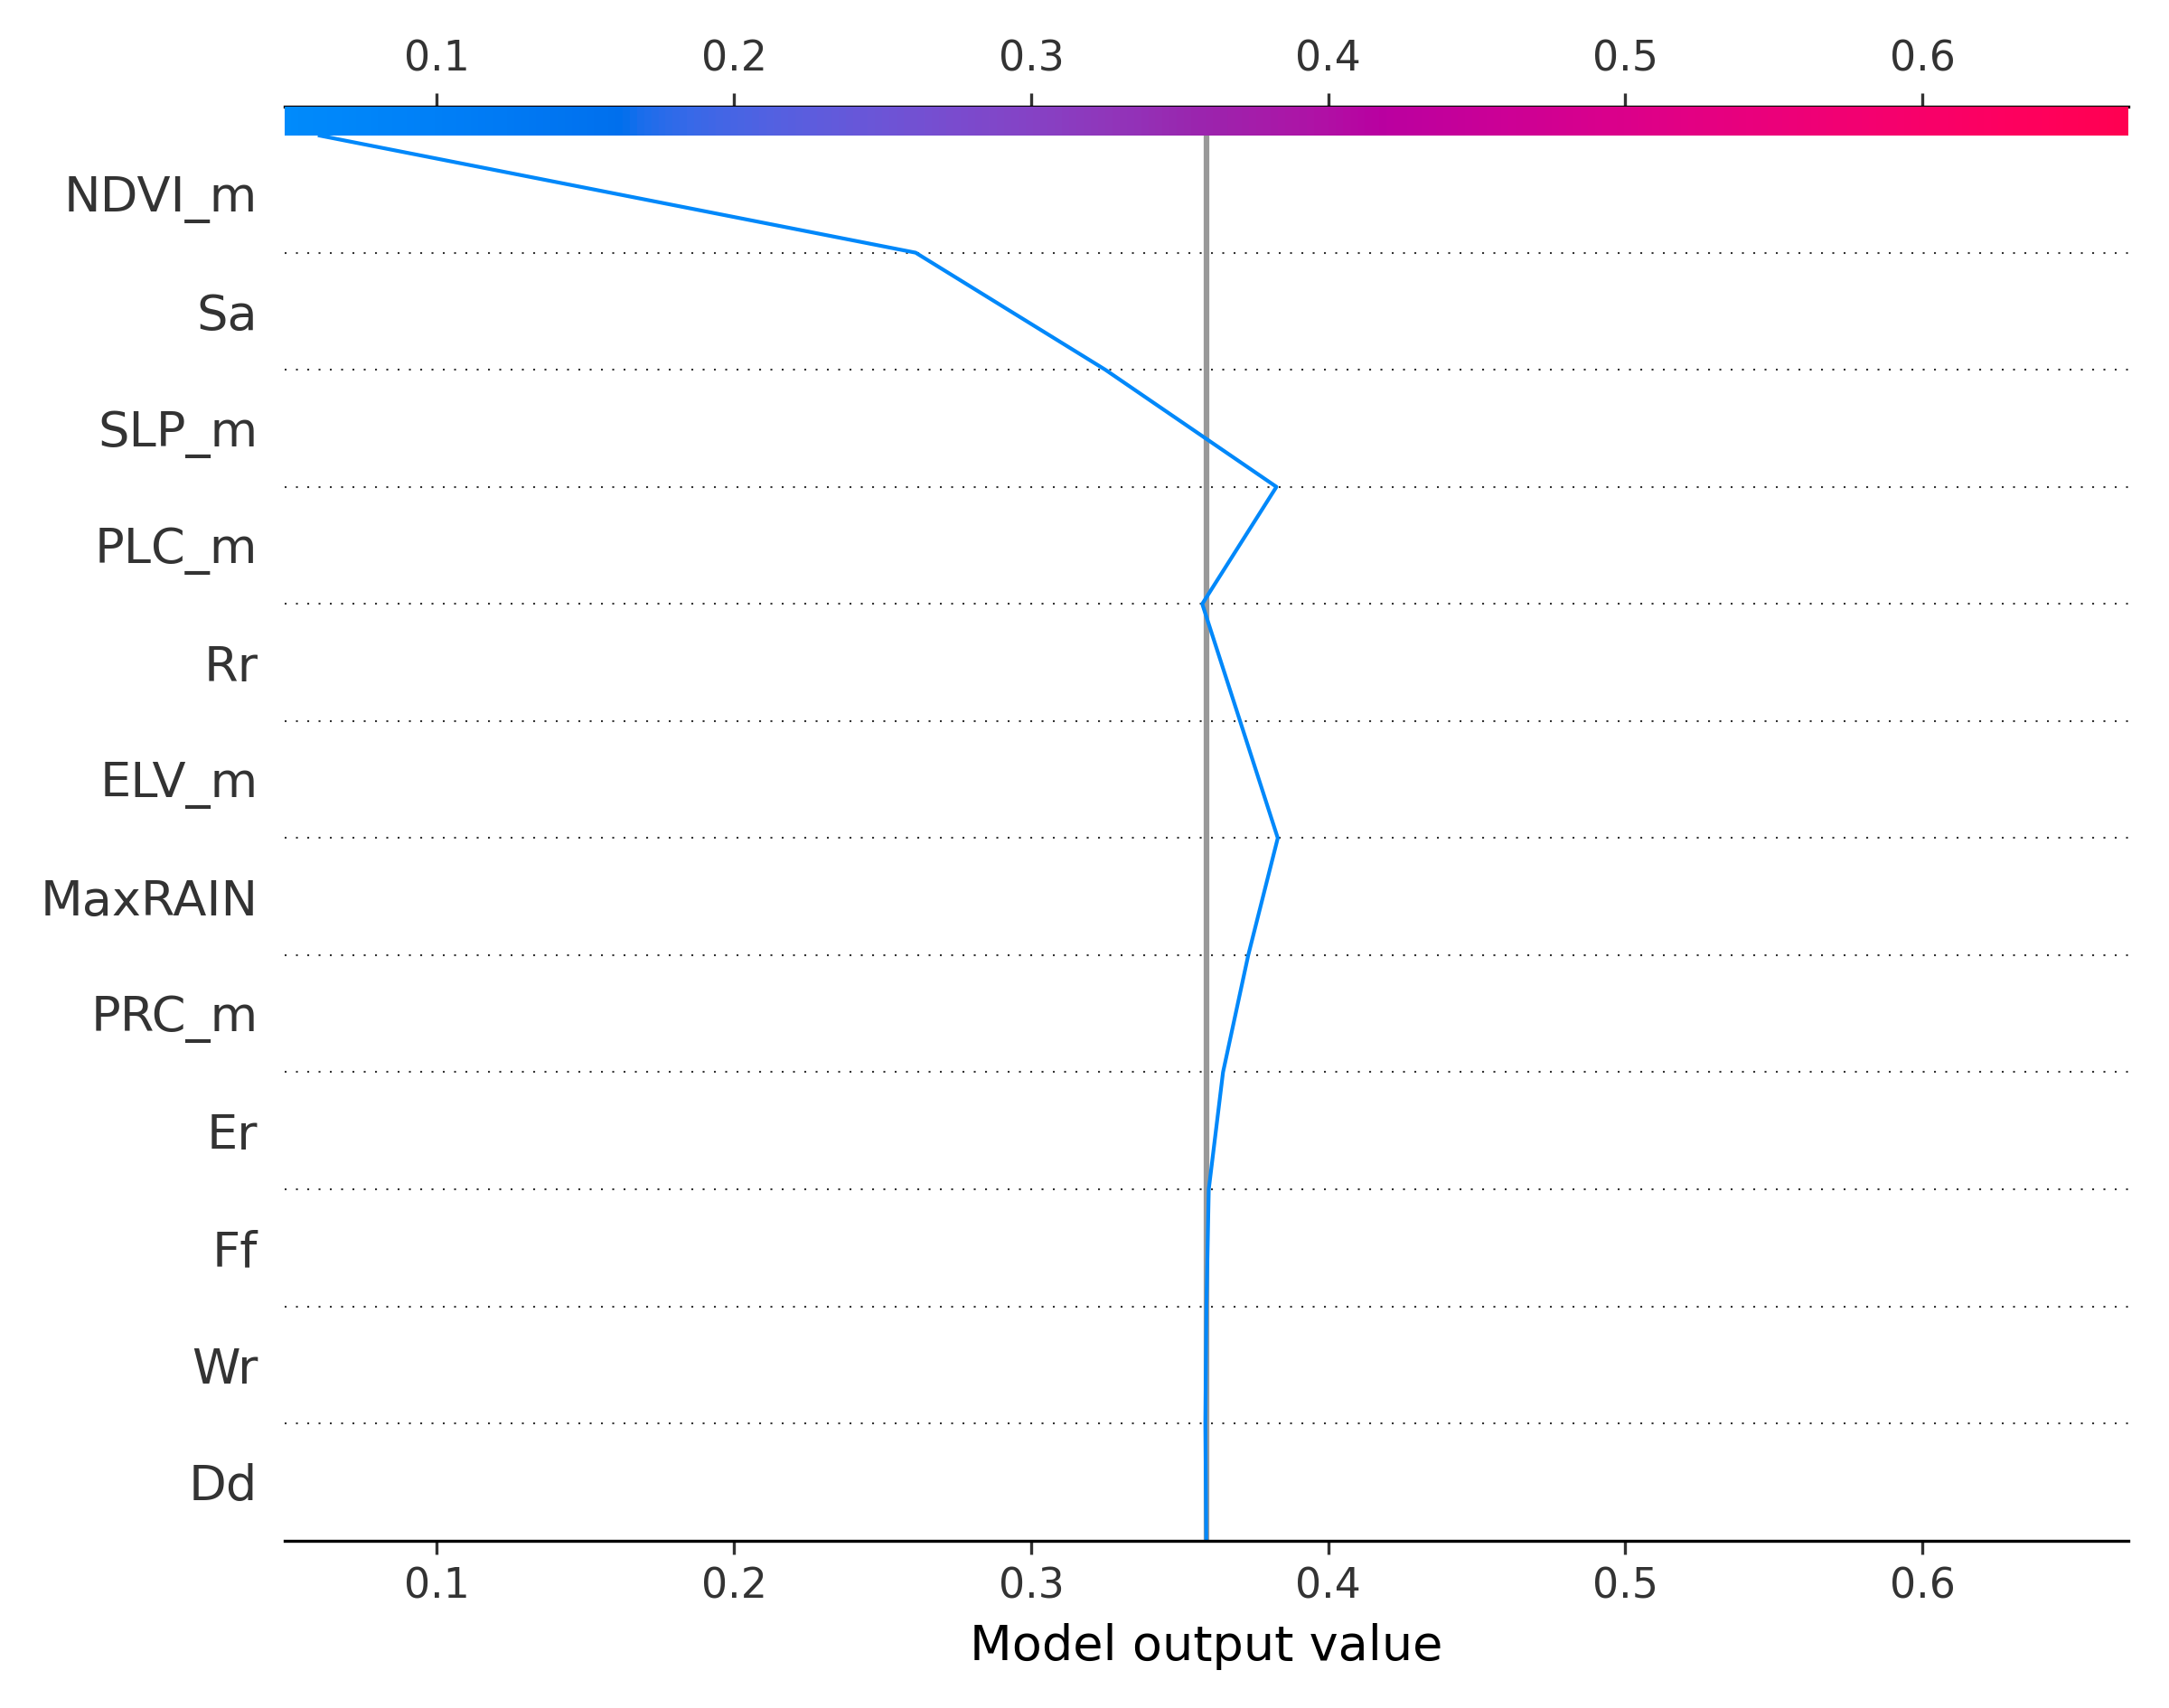 0.1 0.2 0.3 0.4 0.5 0.6
NDVI_m
Sa
SLP_m
PLC_m
Rr
ELV_m
MaxRAIN
PRC_m
Er
Ff
Wr
Dd
0.1 0.2 0.3 0.4 0.5 0.6
Model output value